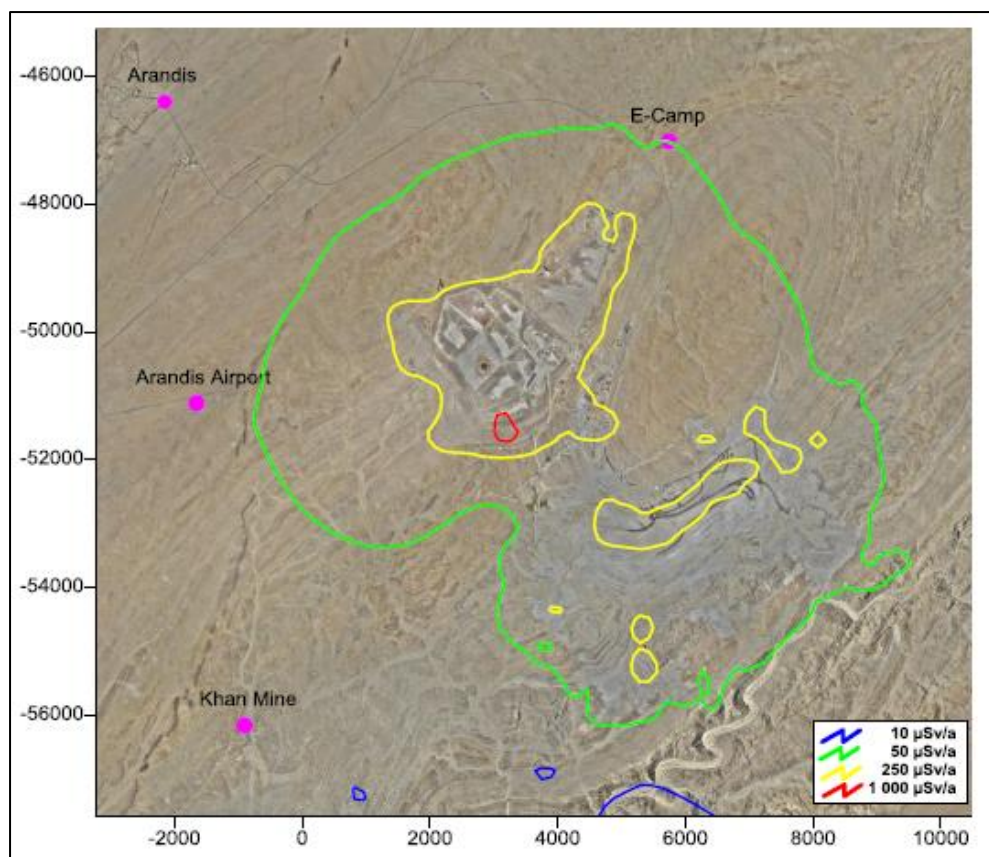 -46000
Arandis
E-Camp
-48000
-50000
Arandis Airport
-52000
-54000
Khan Mine
-56000
10 µSv/a
50 µSv/a
250 µSv/a
1 000 µSv/a
-2000 0 2000 4000 6000 8000 10000